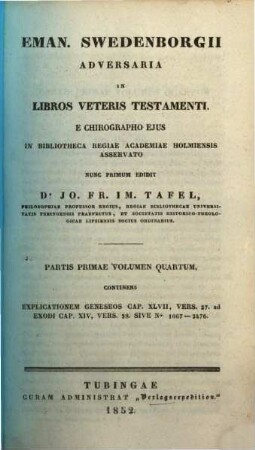 EMAN. SWEDENBORGII
ADVERSARIA
IN
LIBROS VETERIS TESTAMENTI.
E CHIROGRAPHO EJUS
IN BIBLIOTHECA REGIAE ACADEMIAE HOLMIENSIS
ASSERVATO
NUNC PRIMUM EDIDIT
Dr JO. FR. IM. TAFEL,
PHILOSOPHIAE PROFESSOR REGIUS, REGIAE BIBLIOTHECAE UNIVERSI-
TATIS TUBINGENSIS PRAEFECTUS, ET SOCIETATIS HISTORICO-THEOLO-
GICAE LIPSIENSIS SOCIUS ORDINARIUS.
PARTIS PRIMAE VOLUMEN QUARTUM,
CONTINENS
EXPLICATIONEM GENESEOS CAP. XLVII, VERS. 27. ad
EXODI CAP. XIV, VERS. 28. SIVE No
TUBINGAE
CURAM ADMINISTRAT „Verlagsexpedition."
1852.